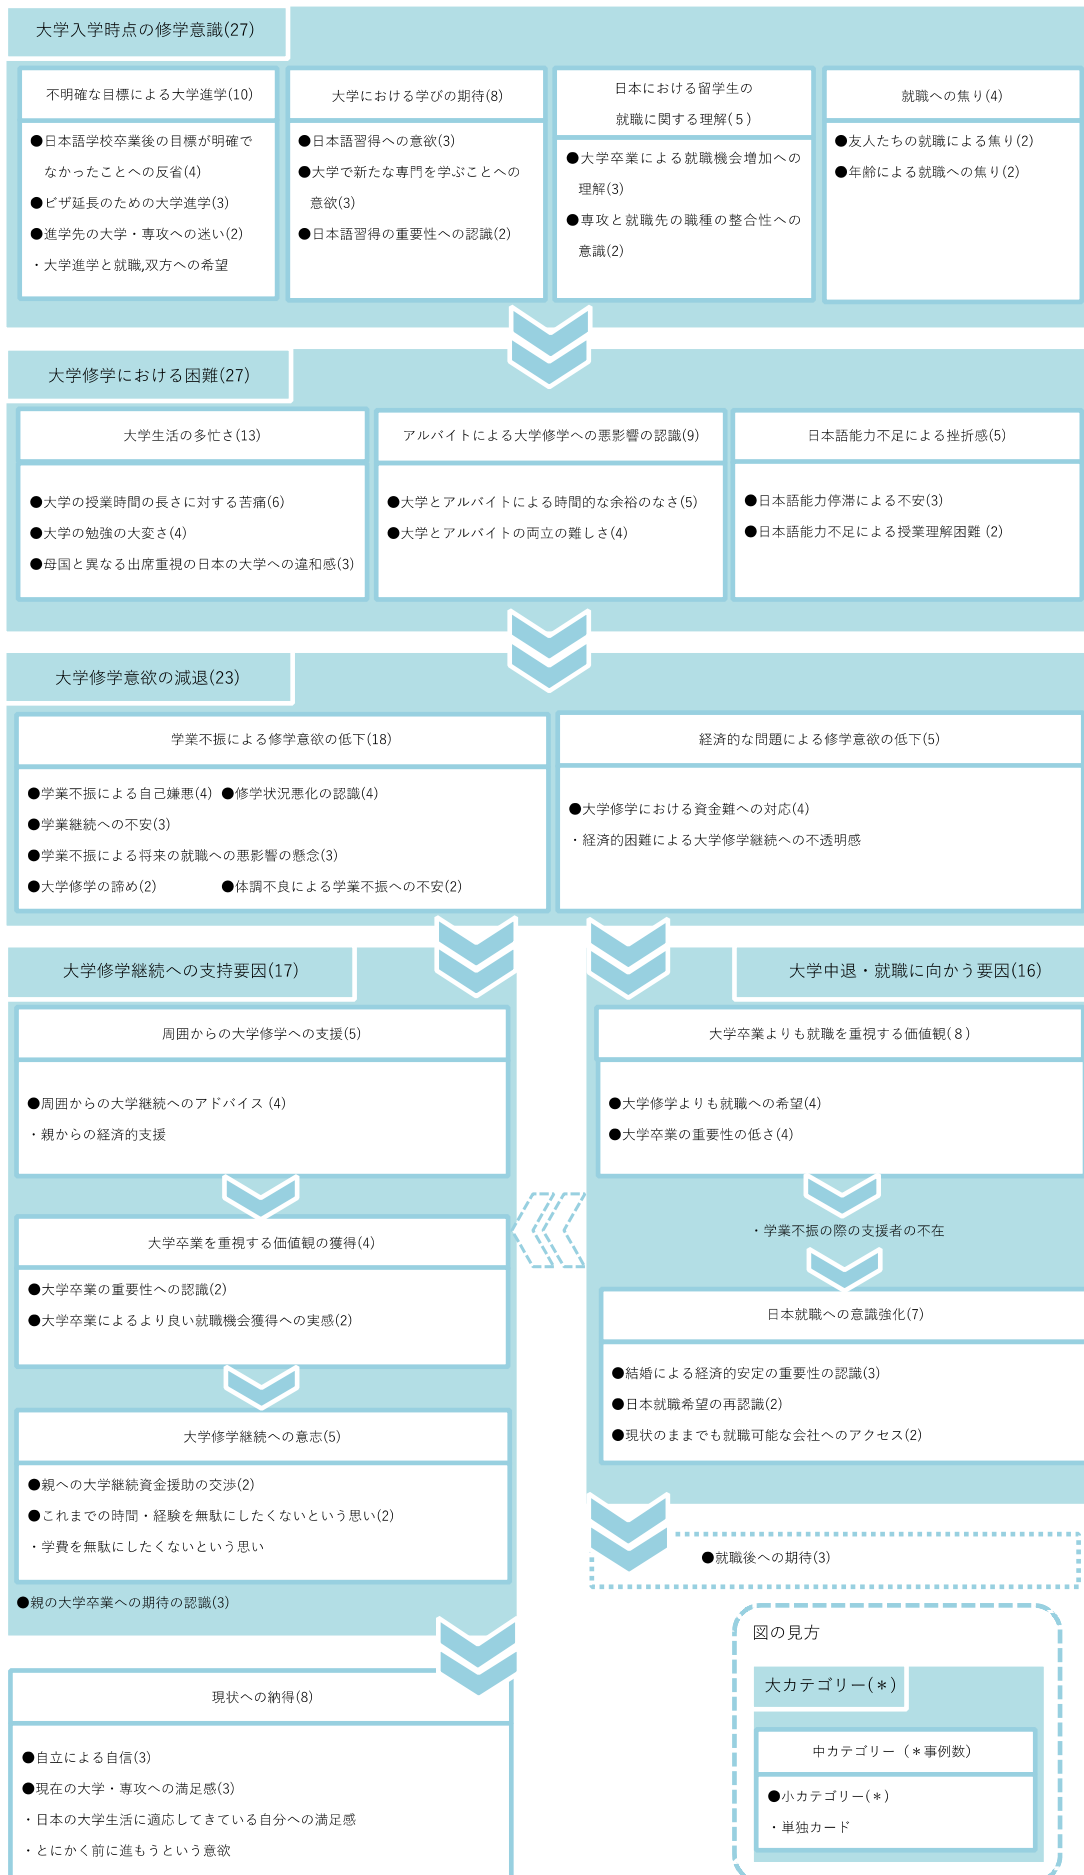 大学入学時点の修学意識(27)
不明確な目標による大学進学(10)
●日本語学校卒業後の目標が明確で
なかったことへの反省(4)
●ビザ延長のための大学進学(3)
●進学先の大学・専攻への迷い(2)
・大学進学と就職,双方への希望
大学における学びの期待(8)
●日本語習得への意欲(3)
●大学で新たな専門を学ぶことへの
意欲(3)
●日本語習得の重要性への認識(2)
日本における留学生の
就職に関する理解(５)
●大学卒業による就職機会増加への
理解(3)
●専攻と就職先の職種の整合性への
意識(2)
就職への焦り(4)
●友人たちの就職による焦り(2)
●年齢による就職への焦り(2)
大学修学における困難(27)
大学生活の多忙さ(13)
●大学の授業時間の長さに対する苦痛(6)
●大学の勉強の大変さ(4)
●母国と異なる出席重視の日本の大学への違和感(3)
アルバイトによる大学修学への悪影響の認識(9)
●大学とアルバイトによる時間的な余裕のなさ(5)
●大学とアルバイトの両立の難しさ(4)
日本語能力不足による挫折感(5)
●日本語能力停滞による不安(3)
●日本語能力不足による授業理解困難 (2)
大学修学意欲の減退(23)
学業不振による修学意欲の低下(18)
●学業不振による自己嫌悪(4) ●修学状況悪化の認識(4)
●学業継続への不安(3)
●学業不振による将来の就職への悪影響の懸念(3)
●大学修学の諦め(2) ●体調不良による学業不振への不安(2)
経済的な問題による修学意欲の低下(5)
●大学修学における資金難への対応(4)
・経済的困難による大学修学継続への不透明感
大学修学継続への支持要因(17)
周囲からの大学修学への支援(5)
●周囲からの大学継続へのアドバイス (4)
・親からの経済的支援
大学卒業を重視する価値観の獲得(4)
●大学卒業の重要性への認識(2)
●大学卒業によるより良い就職機会獲得への実感(2)
大学修学継続への意志(5)
●親への大学継続資金援助の交渉(2)
●これまでの時間・経験を無駄にしたくないという思い(2)
・学費を無駄にしたくないという思い
●親の大学卒業への期待の認識(3)
現状への納得(8)
●自立による自信(3)
●現在の大学・専攻への満足感(3)
・日本の大学生活に適応してきている自分への満足感
・とにかく前に進もうという意欲
大学中退・就職に向かう要因(16)
大学卒業よりも就職を重視する価値観(８)
●大学修学よりも就職への希望(4)
●大学卒業の重要性の低さ(4)
・学業不振の際の支援者の不在
日本就職への意識強化(7)
●結婚による経済的安定の重要性の認識(3)
●日本就職希望の再認識(2)
●現状のままでも就職可能な会社へのアクセス(2)
●就職後への期待(3)
図の見方
大カテゴリー(＊)
中カテゴリー（＊事例数）
●小カテゴリー(＊)
・単独カード